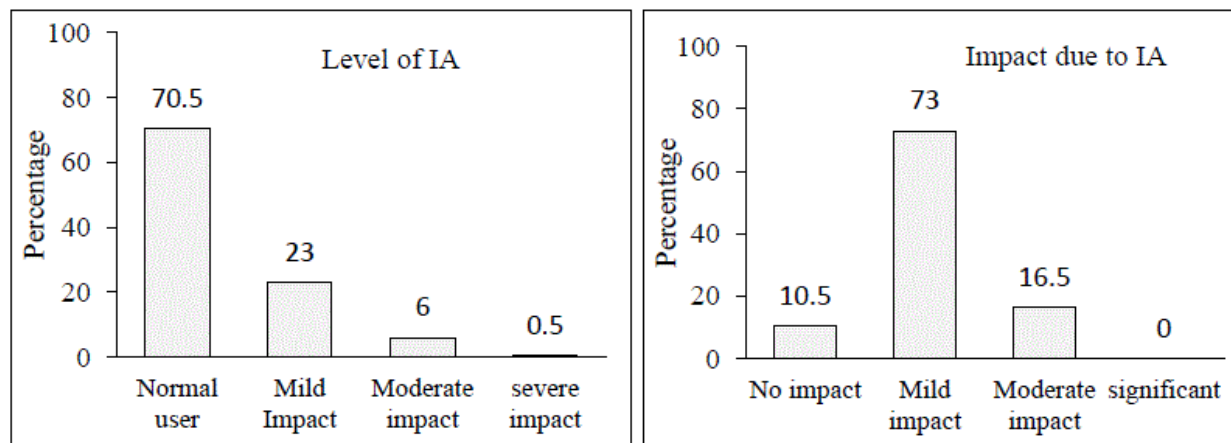 Level of IA
Percentage
100
80
60
40
20
0
70.5
23
6
0.5
Normal
user
Mild
Impact
Moderate
impact
severe
impact
Impact due to IA
Percentage
100
80
60
40
20
0
10.5
73
16.5
0
No impact
Mild
impact
Moderate
impact
significant